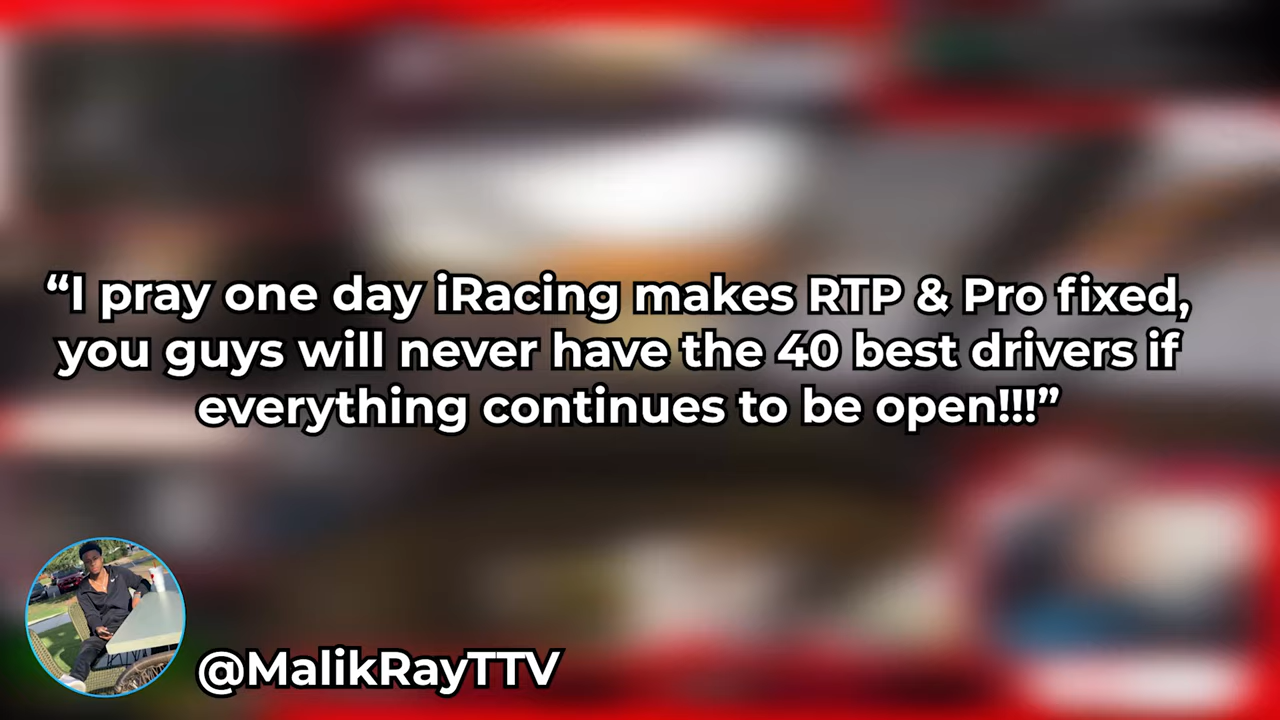 “I pray one day iRacing makes RTP & Pro fixed,
you guys will never have the 40 best drivers if
everything continues to be open!!!”
@MalikRayTTV